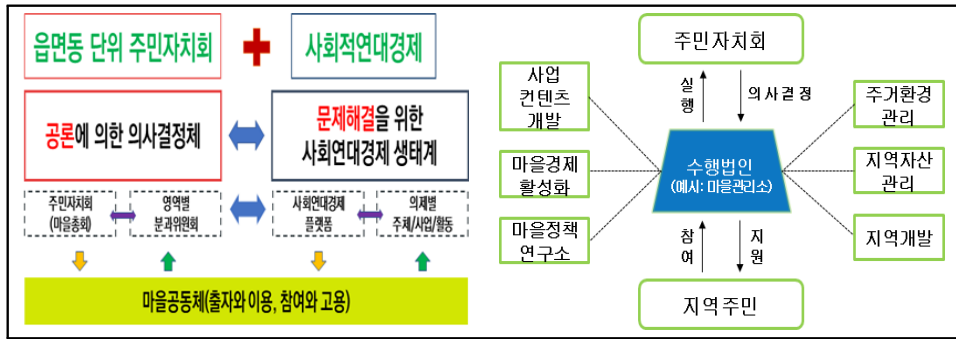 읍면동 단위 주민자치회
사회적연대경제
공론에 의한 의사결정체
문제해결을 위한
사회연대경제 생태계
주민자치회
(마을총회)
영역별
분과위원회
사회연대경제
플랫폼
의제별
주체/사업/활동
마을공동체(출자와 이용, 참여와 고용)
주민자치회
실행
의사결정
사업
컨텐츠
개발
마을경제
활성화
마을정책
연구소
수행법인
(예시: 마을관리소)
주거환경
관리
지역자산
관리
지역개발
참여
지원
지역주민